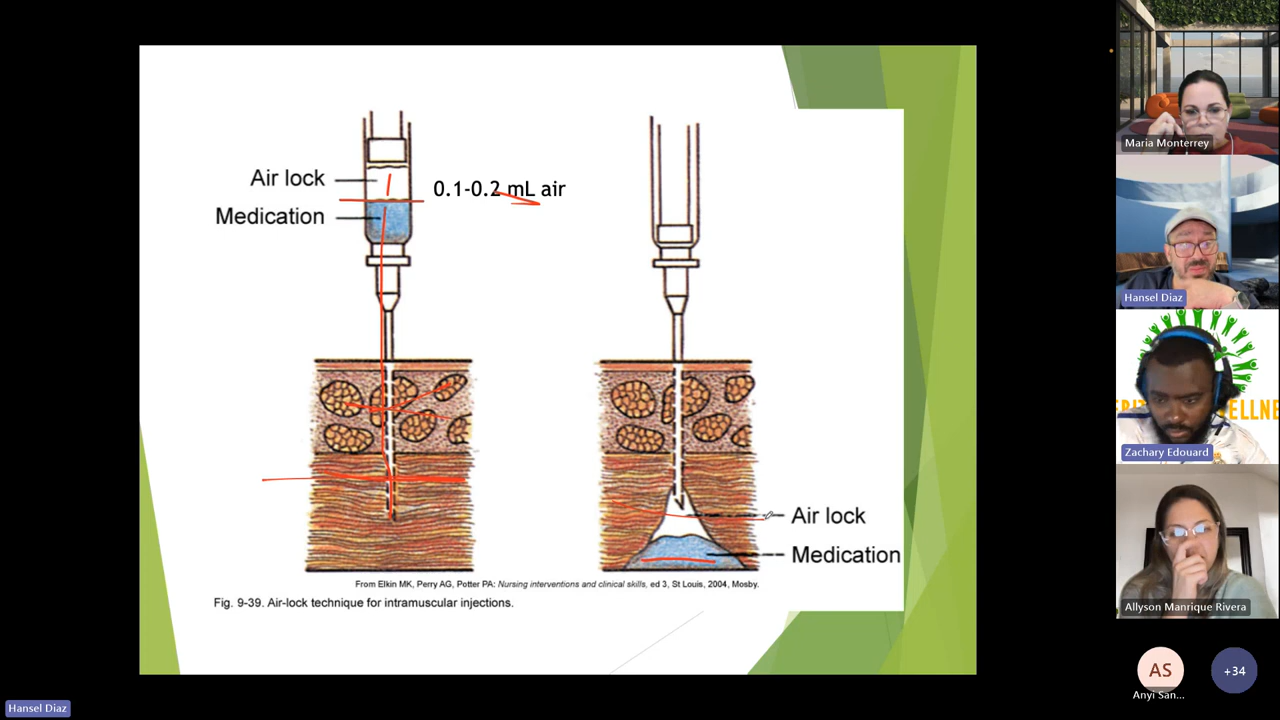 Air lock
0.1-0.2 mL air
Medication
Air lock
Medication
From Elkin MK, Perry AG, Potter PA: Nursing interventions and clinical skills, ed 3, St Louis, 2004, Mosby.
Fig. 9-39. Air-lock technique for intramuscular injections.
Maria Monterrey
Hansel Diaz
Zachary Edouard
Allyson Manrique Rivera
AS
Anyi San...
+34
Hansel Diaz